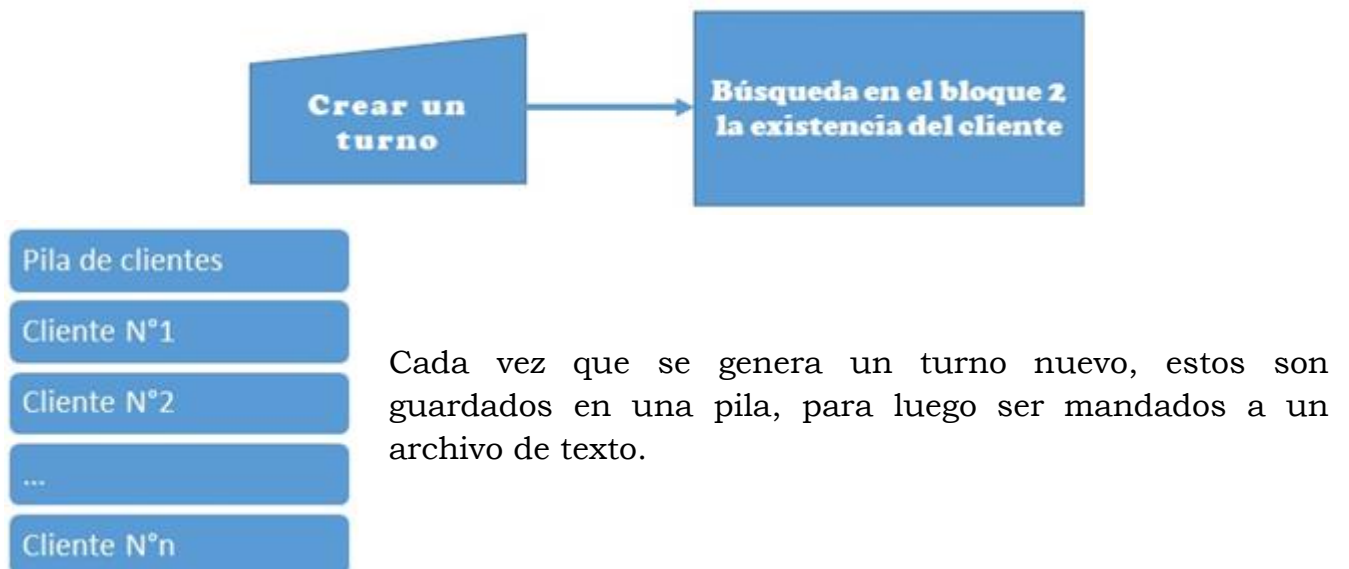 Crear un
turno
Búsqueda en el bloque 2
la existencia del cliente
Pila de clientes
Cliente N°1
Cliente N°2
...
Cliente N°n
Cada vez que se genera un turno nuevo, estos son
guardados en una pila, para luego ser mandados a un
archivo de texto.